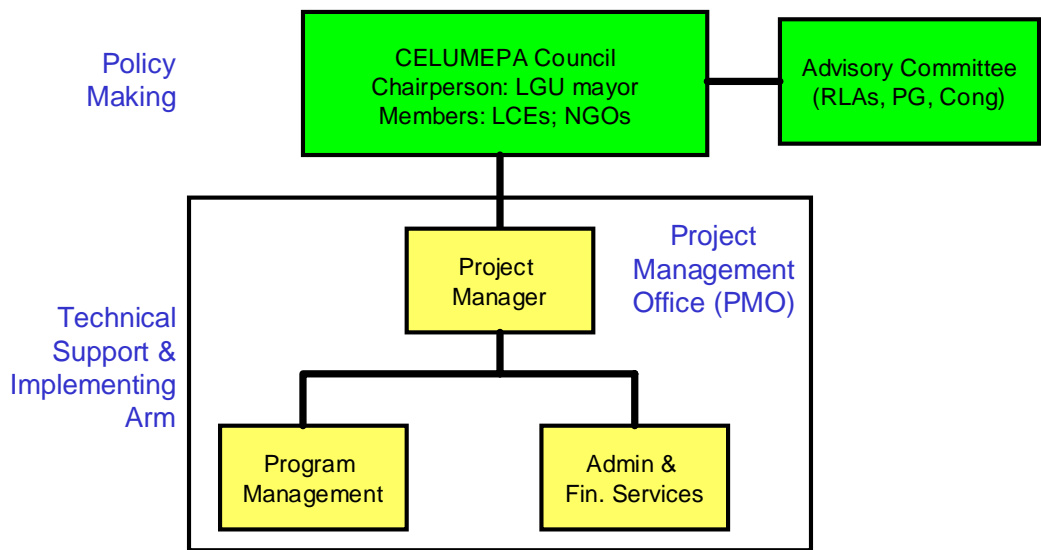 Policy
Making
CELUMEPA Council
Chairperson: LGU mayor
Members: LCEs; NGOs
Advisory Committee
(RLAs, PG, Cong)
Project
Manager
Project
Management
Office (PMO)
Technical
Support &
Implementing
Arm
Program
Management
Admin &
Fin. Services